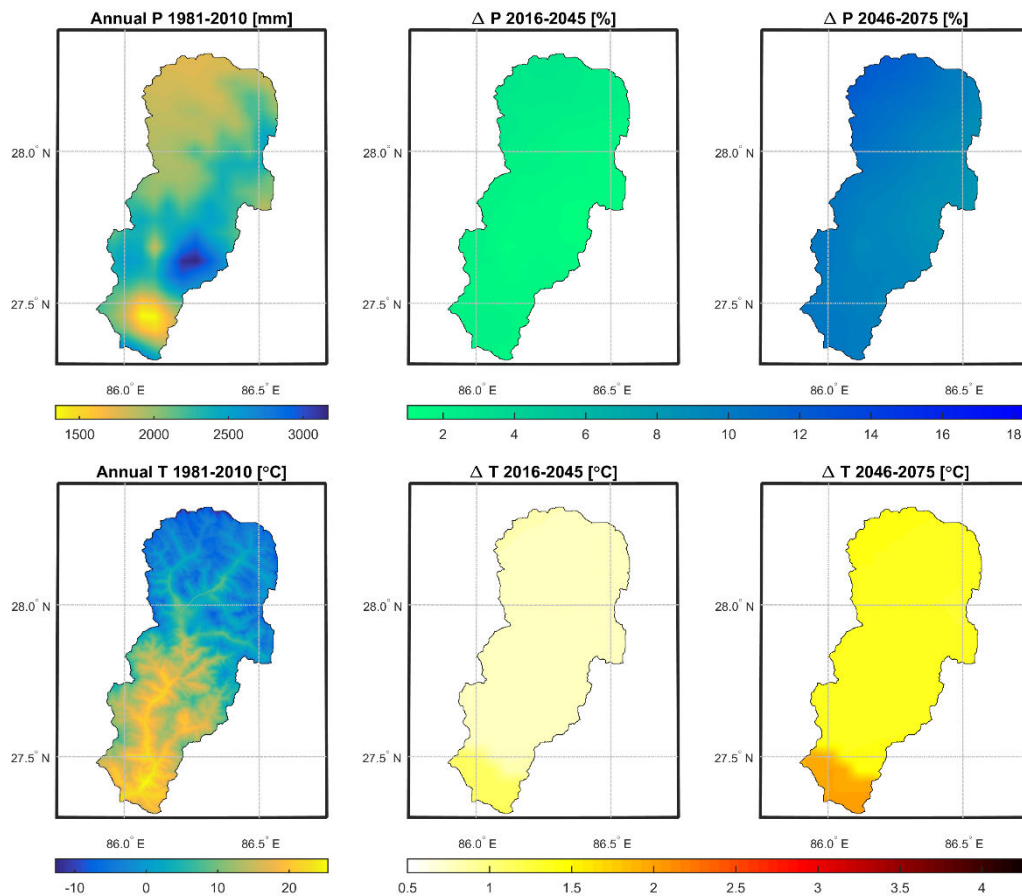 Annual P 1981-2010 [mm]
Δ P 2016-2045 [%]
Δ P 2046-2075 [%]
28.0° N
28.0° N
28.0° N
27.5° N
27.5° N
27.5° N
86.0° E 86.5° E
86.0° E 86.5° E
86.0° E 86.5° E
1500 2000 2500 3000
2 4 6 8 10 12 14 16 18
Annual T 1981-2010 [°C]
Δ T 2016-2045 [°C]
Δ T 2046-2075 [°C]
28.0° N
28.0° N
28.0° N
27.5° N
27.5° N
27.5° N
86.0° E 86.5° E
86.0° E 86.5° E
86.0° E 86.5° E
-10 0 10 20
0.5 1 1.5 2 2.5 3 3.5 4